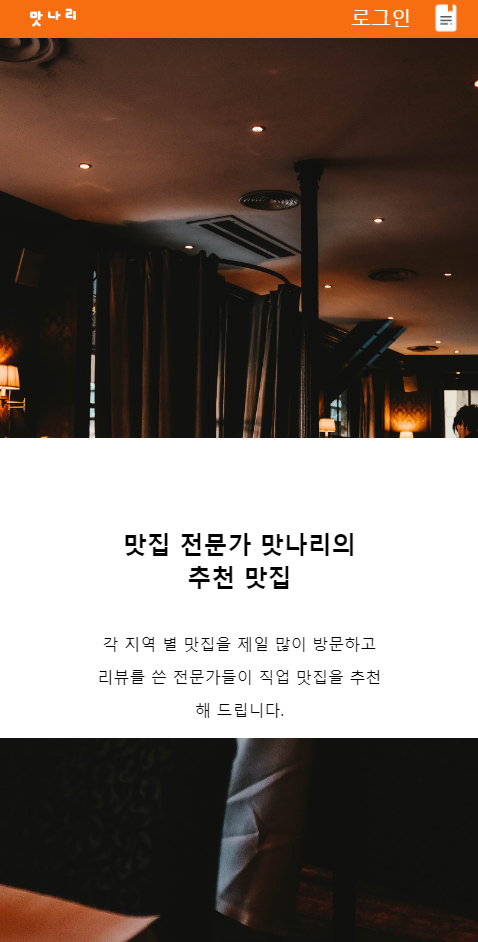 맛나리
로그인
맛집 전문가 맛나리의
추천 맛집
각 지역 별 맛집을 제일 많이 방문하고
리뷰를 쓴 전문가들이 직업 맛집을 추천
해 드립니다.